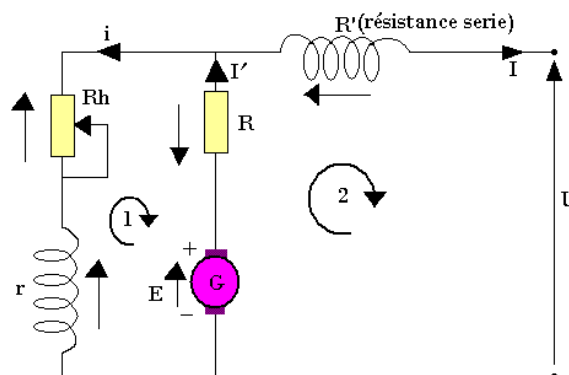 i
R'(résistance serie)
I
I'
Rh
R
U
1
2
r
+
G
E
−